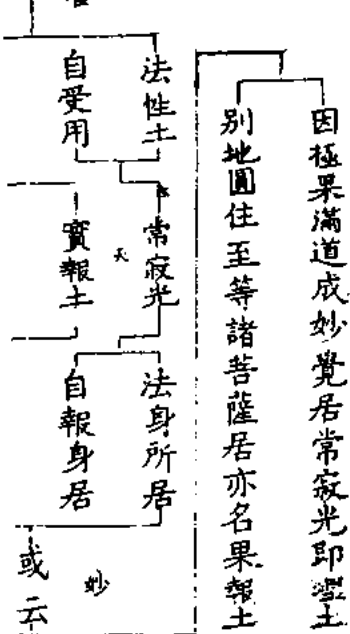 因極果滿道成妙覺居常寂光即土
別地圓住至等諸菩薩居亦名果報土
法性土
常寂光
法身所居
天
妙
自受用
實報土
自報身居
或云